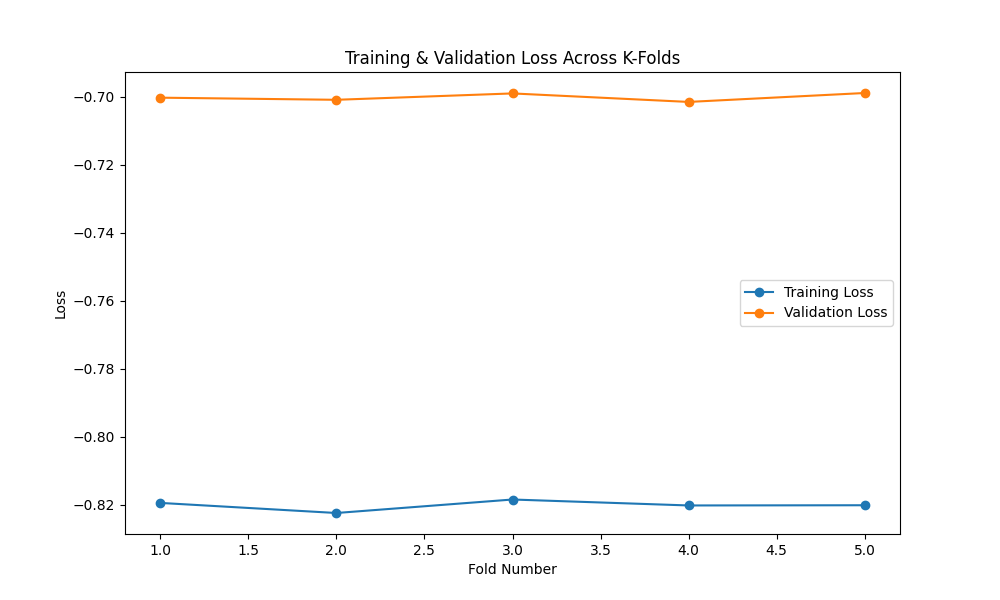 Training & Validation Loss Across K-Folds
−0.70
−0.72
−0.74
−0.76
−0.78
−0.80
−0.82
Loss
Training Loss
Validation Loss
1.0 1.5 2.0 2.5 3.0 3.5 4.0 4.5 5.0
Fold Number